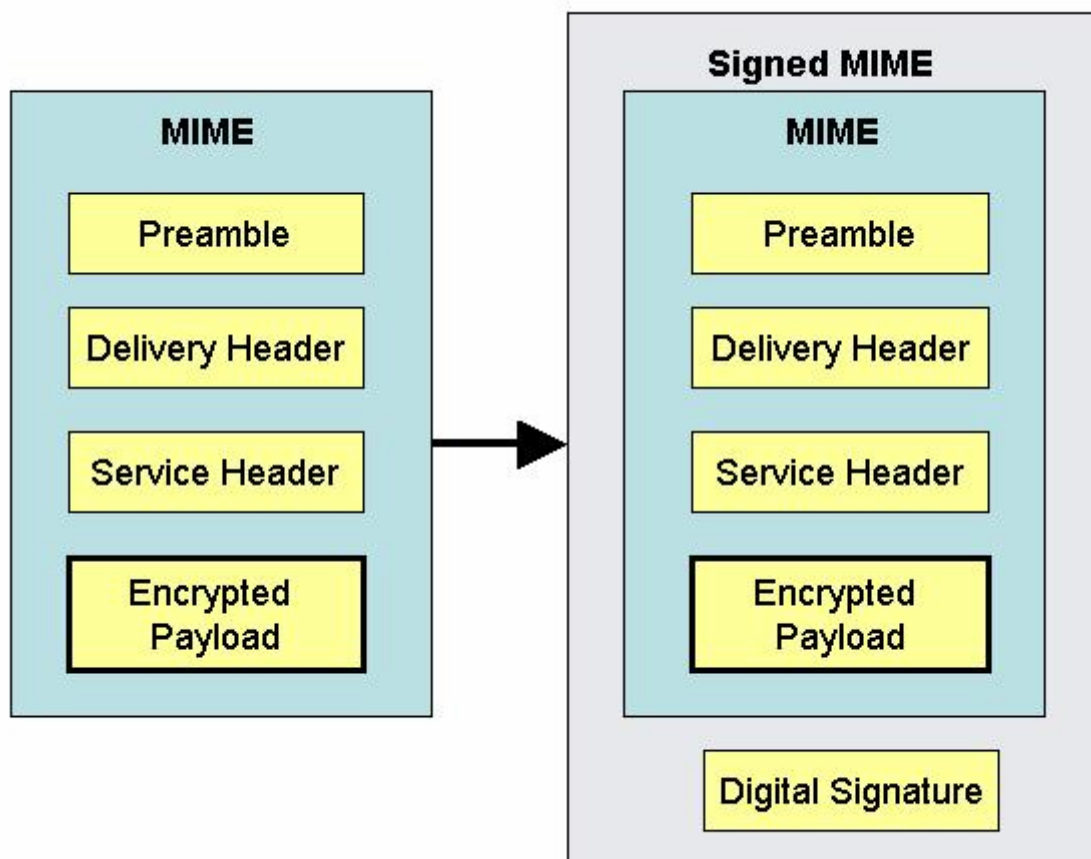 MIME
Preamble
Delivery Header
Service Header
Encrypted
Payload
Signed MIME
MIME
Preamble
Delivery Header
Service Header
Encrypted
Payload
Digital Signature